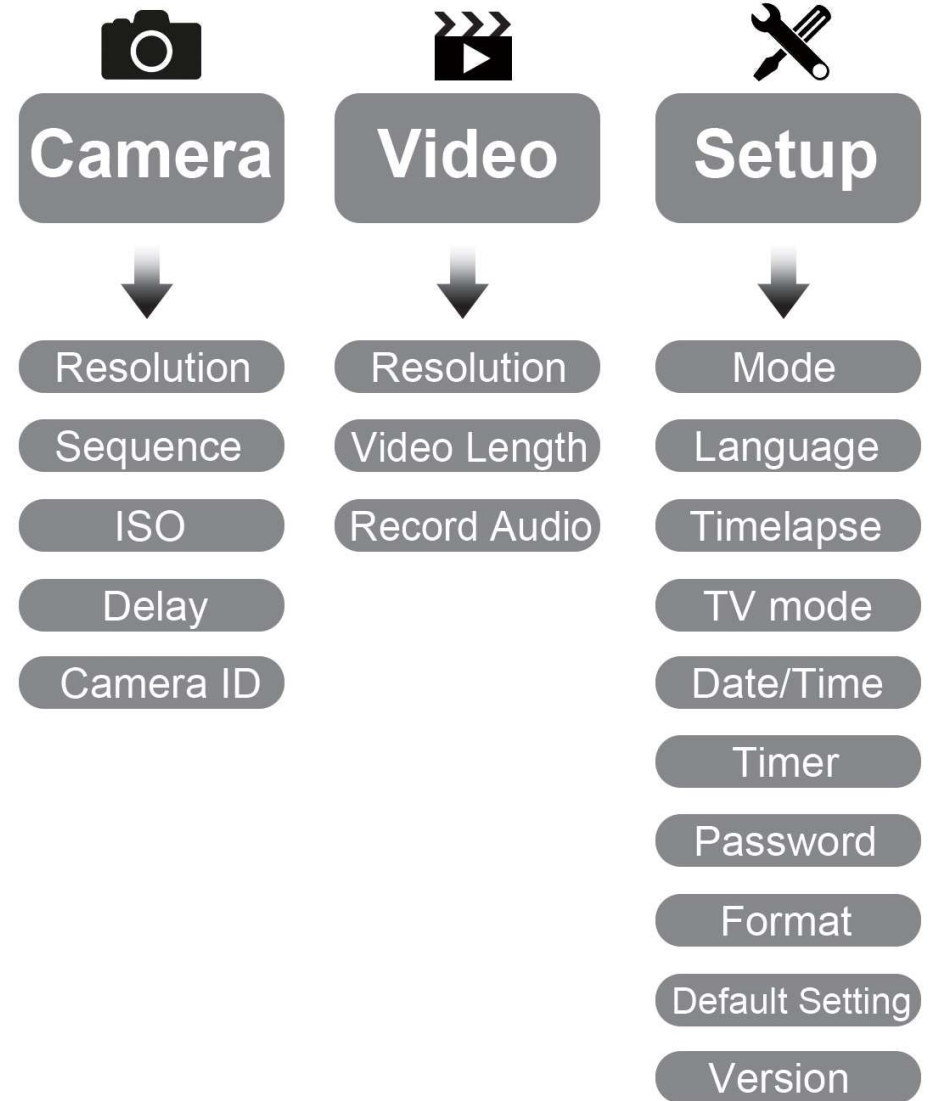 Camera
Resolution
Sequence
ISO
Delay
Camera ID
Video
Resolution
Video Length
Record Audio
Setup
Mode
Language
Timelapse
TV mode
Date/Time
Timer
Password
Format
Default Setting
Version